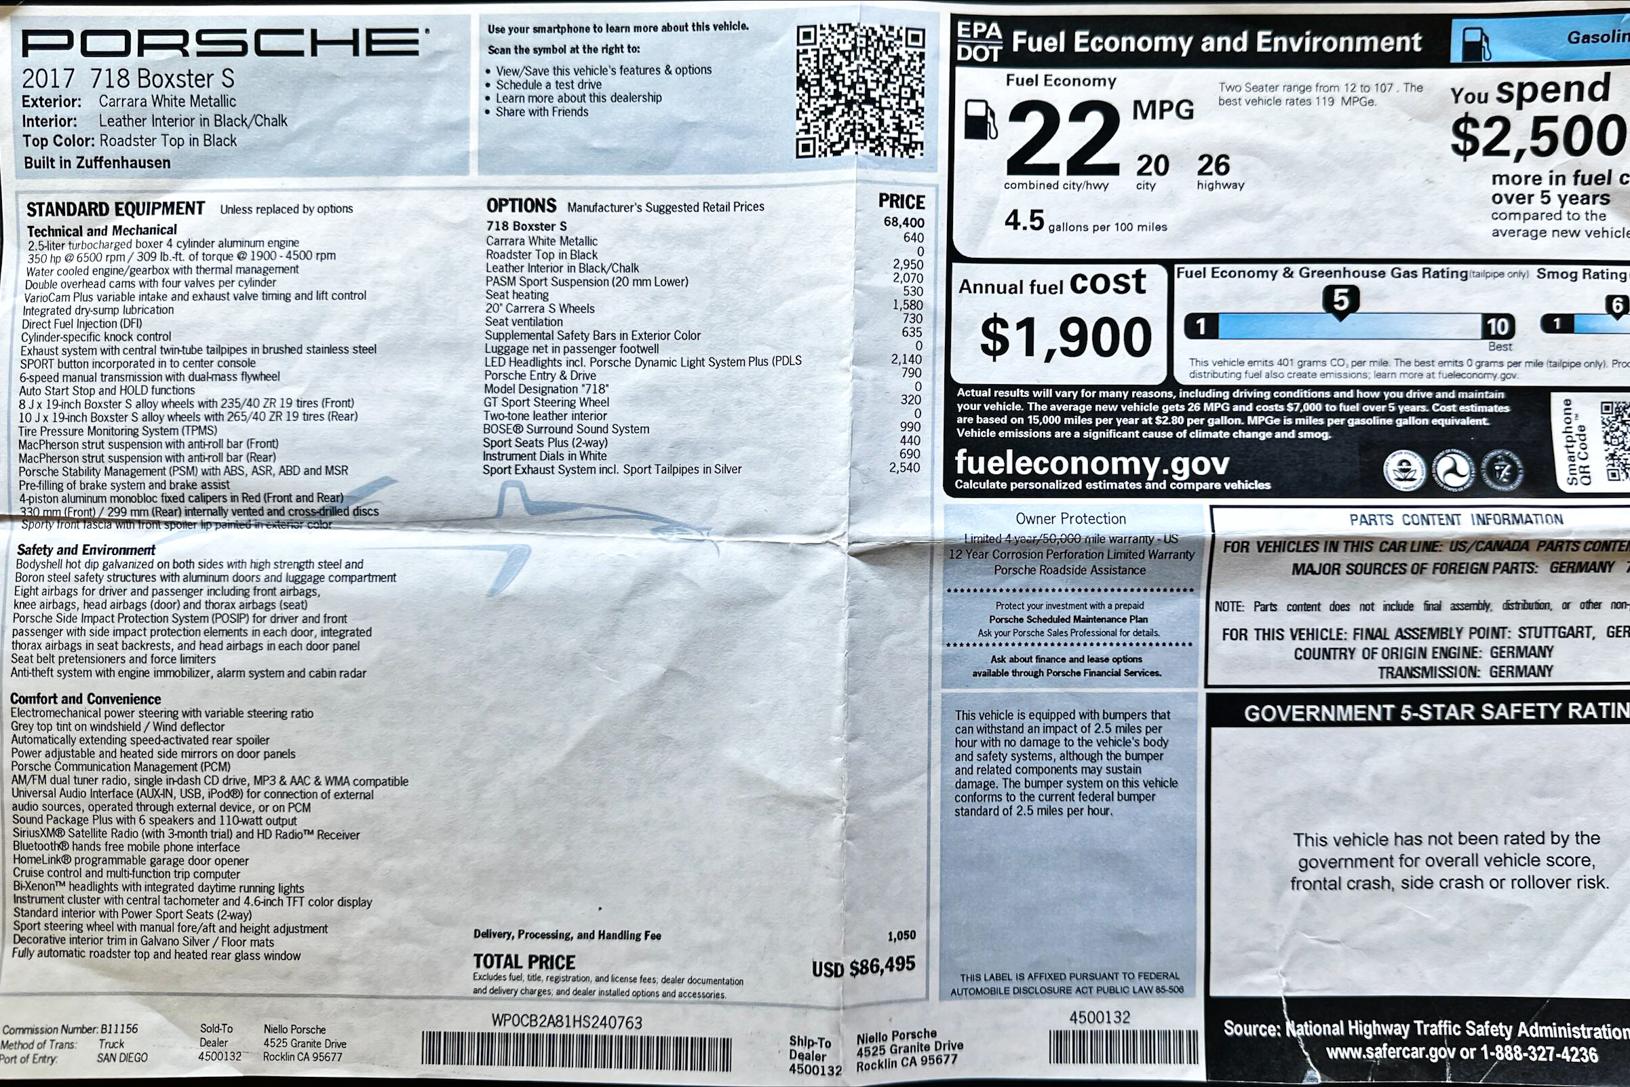 PORSCHE
2017 718 Boxster S
Exterior: Carrara White Metallic
Interior: Leather Interior in Black/Chalk
Top Color: Roadster Top in Black
Built in Zuffenhausen
Use your smartphone to learn more about this vehicle.
Scan the symbol at the right to:
• View/Save this vehicle's features & options
• Schedule a test drive
• Learn more about this dealership
• Share with Friends
STANDARD EQUIPMENT Unless replaced by options
Technical and Mechanical
2.5-liter turbocharged boxer 4 cylinder aluminum engine
350 hp @ 6500 rpm / 309 lb.-ft. of torque @ 1900 - 4500 rpm
Water cooled engine/gearbox with thermal management
Double overhead cams with four valves per cylinder
VarioCam Plus variable intake and exhaust valve timing and lift control
Integrated dry-sump lubrication
Direct Fuel Injection (DFI)
Cylinder-specific knock control
Exhaust system with central twin-tube tailpipes in brushed stainless steel
SPORT button incorporated in to center console
6-speed manual transmission with dual-mass flywheel
Auto Start Stop and HOLD functions
8 J x 19-inch Boxster S alloy wheels with 235/40 ZR 19 tires (Front)
10 J x 19-inch Boxster S alloy wheels with 265/40 ZR 19 tires (Rear)
Tire Pressure Monitoring System (TPMS)
MacPherson strut suspension with anti-roll bar (Front)
MacPherson strut suspension with anti-roll bar (Rear)
Porsche Stability Management (PSM) with ABS, ASR, ABD and MSR
Pre-filling of brake system and brake assist
4-piston aluminum monobloc fixed calipers in Red (Front and Rear)
330 mm (Front) / 299 mm (Rear) internally vented and cross-drilled discs
Sporty front fascia with front spoiler lip painted in exterior color
Safety and Environment
Bodyshell hot dip galvanized on both sides with high strength steel and
Boron steel safety structures with aluminum doors and luggage compartment
Eight airbags for driver and passenger including front airbags,
knee airbags, head airbags (door) and thorax airbags (seat)
Porsche Side Impact Protection System (POSIP) for driver and front
passenger with side impact protection elements in each door, integrated
thorax airbags in seat backrests, and head airbags in each door panel
Seat belt pretensioners and force limiters
Anti-theft system with engine immobilizer, alarm system and cabin radar
Comfort and Convenience
Electromechanical power steering with variable steering ratio
Grey top tint on windshield / Wind deflector
Automatically extending speed-activated rear spoiler
Power adjustable and heated side mirrors on door panels
Porsche Communication Management (PCM)
AM/FM dual tuner radio, single in-dash CD drive, MP3 & AAC & WMA compatible
Universal Audio Interface (AUX-IN, USB, iPod®) for connection of external
audio sources, operated through external device, or on PCM
Sound Package Plus with 6 speakers and 110-watt output
SiriusXM® Satellite Radio (with 3-month trial) and HD Radio™ Receiver
Bluetooth® hands free mobile phone interface
HomeLink® programmable garage door opener
Cruise control and multi-function trip computer
Bi-Xenon™ headlights with integrated daytime running lights
Instrument cluster with central tachometer and 4.6-inch TFT color display
Standard interior with Power Sport Seats (2-way)
Sport steering wheel with manual fore/aft and height adjustment
Decorative interior trim in Galvano Silver / Floor mats
Fully automatic roadster top and heated rear glass window
OPTIONS Manufacturer's Suggested Retail Prices PRICE
718 Boxster S 68,400
Carrara White Metallic 640
Roadster Top in Black 0
Leather Interior in Black/Chalk 2,950
PASM Sport Suspension (20 mm Lower) 2,070
Seat heating 530
20" Carrera S Wheels 1,580
Seat ventilation 730
Supplemental Safety Bars in Exterior Color 635
Luggage net in passenger footwell 0
LED Headlights incl. Porsche Dynamic Light System Plus (PDLS 2,140
Porsche Entry & Drive 790
Model Designation "718" 0
GT Sport Steering Wheel 320
Two-tone leather interior 0
BOSE® Surround Sound System 990
Sport Seats Plus (2-way) 440
Instrument Dials in White 690
Sport Exhaust System incl. Sport Tailpipes in Silver 2,540
Delivery, Processing, and Handling Fee 1,050
TOTAL PRICE USD $86,495
Excludes fuel, title, registration, and license fees; dealer documentation
and delivery charges; and dealer installed options and accessories.
Commission Number: B11156
Method of Trans: Truck
Port of Entry: SAN DIEGO
Sold-To
Dealer
4500132
Niello Porsche
4525 Granite Drive
Rocklin CA 95677
WP0CB2A81HS240763
Ship-To
Dealer
4500132
Niello Porsche
4525 Granite Drive
Rocklin CA 95677
4500132
EPA
DOT
Fuel Economy and Environment
Gasolin
Fuel Economy
22 MPG
combined city/hwy
20
city
26
highway
4.5 gallons per 100 miles
Two Seater range from 12 to 107 . The
best vehicle rates 119 MPGe.
You spend
$2,500
more in fuel c
over 5 years
compared to the
average new vehicle
Annual fuel cost
$1,900
Fuel Economy & Greenhouse Gas Rating (tailpipe only)
1
5
10
Best
Smog Rating
1
6
This vehicle emits 401 grams CO₂ per mile. The best emits 0 grams per mile (tailpipe only). Proc
distributing fuel also create emissions; learn more at fueleconomy.gov.
Actual results will vary for many reasons, including driving conditions and how you drive and maintain
your vehicle. The average new vehicle gets 26 MPG and costs $7,000 to fuel over 5 years. Cost estimates
are based on 15,000 miles per year at $2.80 per gallon. MPGe is miles per gasoline gallon equivalent.
Vehicle emissions are a significant cause of climate change and smog.
fueleconomy.gov
Calculate personalized estimates and compare vehicles
Smartphone
QR Code™
Owner Protection
Limited 4 year/50,000 mile warranty - US
12 Year Corrosion Perforation Limited Warranty
Porsche Roadside Assistance
Protect your investment with a prepaid
Porsche Scheduled Maintenance Plan
Ask your Porsche Sales Professional for details.
Ask about finance and lease options
available through Porsche Financial Services.
This vehicle is equipped with bumpers that
can withstand an impact of 2.5 miles per
hour with no damage to the vehicle's body
and safety systems, although the bumper
and related components may sustain
damage. The bumper system on this vehicle
conforms to the current federal bumper
standard of 2.5 miles per hour.
THIS LABEL IS AFFIXED PURSUANT TO FEDERAL
AUTOMOBILE DISCLOSURE ACT PUBLIC LAW 85-506
PARTS CONTENT INFORMATION
FOR VEHICLES IN THIS CAR LINE: US/CANADA PARTS CONTE
MAJOR SOURCES OF FOREIGN PARTS: GERMANY 7
NOTE: Parts content does not include final assembly, distribution, or other non-
FOR THIS VEHICLE: FINAL ASSEMBLY POINT: STUTTGART, GER
COUNTRY OF ORIGIN ENGINE: GERMANY
TRANSMISSION: GERMANY
GOVERNMENT 5-STAR SAFETY RATIN
This vehicle has not been rated by the
government for overall vehicle score,
frontal crash, side crash or rollover risk.
Source: National Highway Traffic Safety Administration
www.safercar.gov or 1-888-327-4236